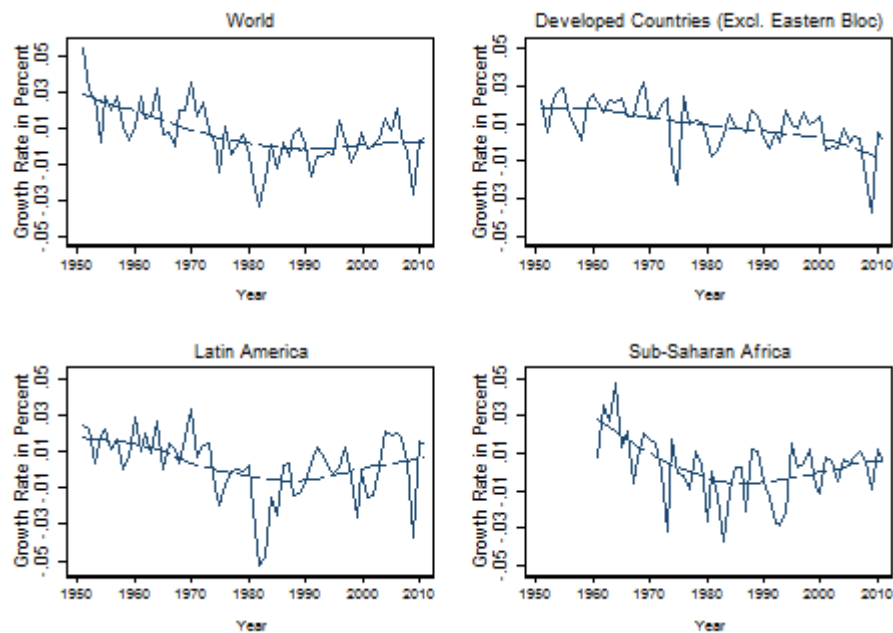 World
Growth Rate in Percent
.05
.03
.01
-.01
-.03
-.05
1950 1960 1970 1980 1990 2000 2010
Year
Developed Countries (Excl. Eastern Bloc)
Growth Rate in Percent
.05
.03
.01
-.01
-.03
-.05
1950 1960 1970 1980 1990 2000 2010
Year
Latin America
Growth Rate in Percent
.05
.03
.01
-.01
-.03
-.05
1950 1960 1970 1980 1990 2000 2010
Year
Sub-Saharan Africa
Growth Rate in Percent
.05
.03
.01
-.01
-.03
-.05
1950 1960 1970 1980 1990 2000 2010
Year